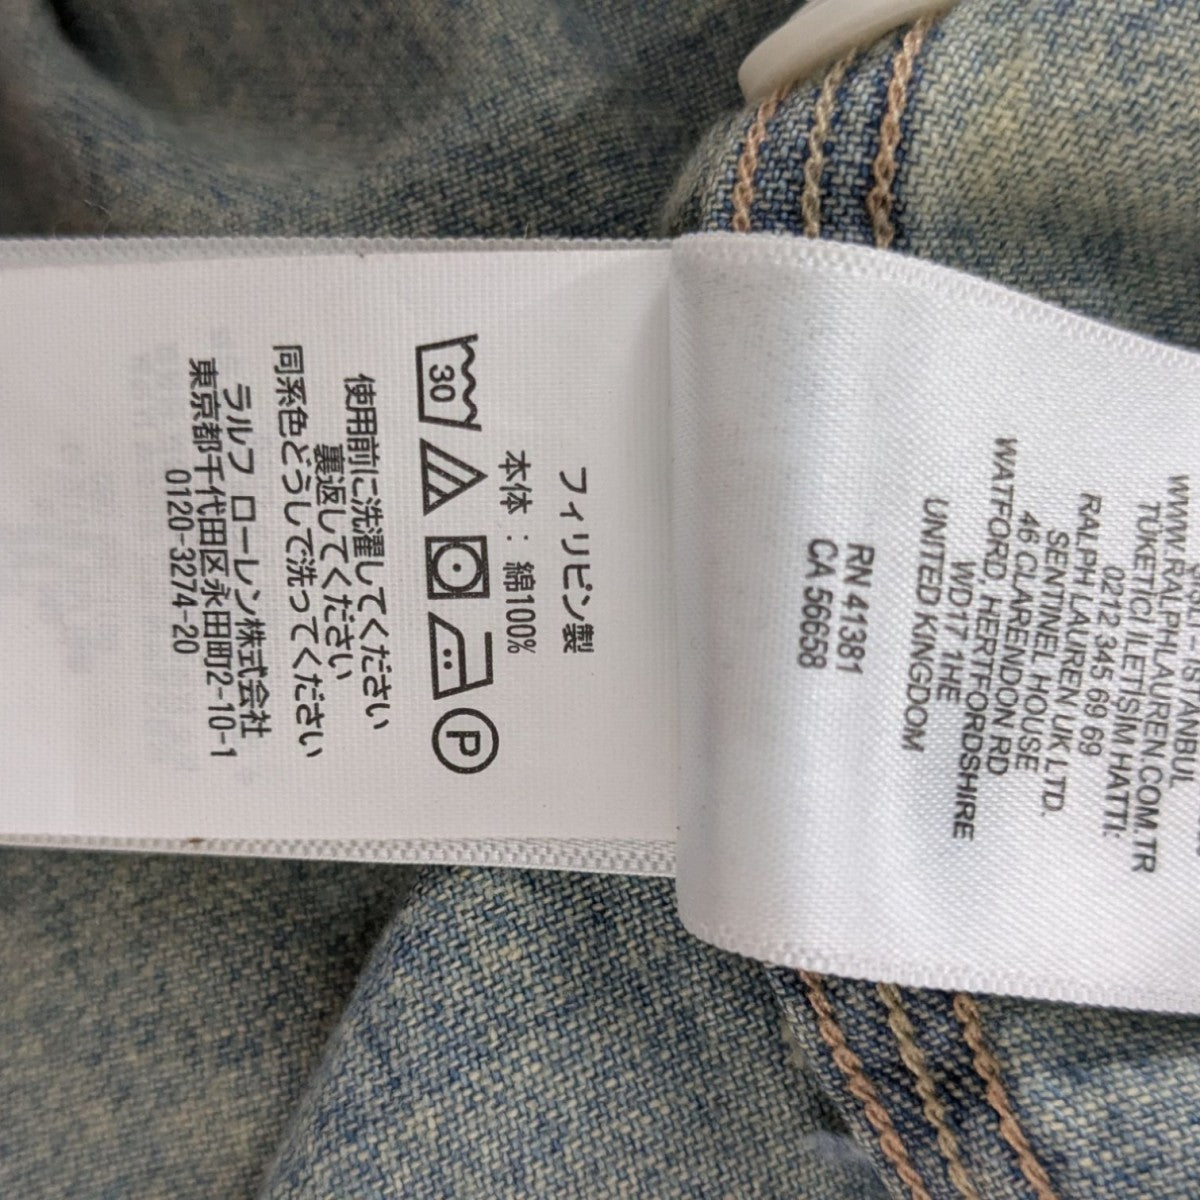 フィリピン製
本体 : 綿100%
30
P
使用前に洗濯してください
裏返してください
同系色どうしで洗ってください
ラルフ ローレン株式会社
東京都千代田区永田町2-10-1
0120-3274-20
WWW.RALPHLAUREN.COM.TR
TÜKETİCİ İLETİŞİM HATTI:
0212 345 69 69
RALPH LAUREN UK LTD.
SENTINEL HOUSE
46 CLARENDON RD
WATFORD, HERTFORDSHIRE
WD17 1HE
UNITED KINGDOM
RN 41381
CA 56658